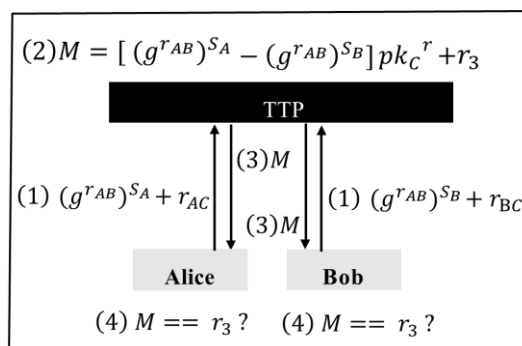 (2)M = [ (g^{r_{AB}})^{S_A} − (g^{r_{AB}})^{S_B}] pk_C^r + r_3
TTP
(3)M
(1) (g^{r_{AB}})^{S_A} + r_{AC}
(1) (g^{r_{AB}})^{S_B} + r_{BC}
(3)M
Alice
Bob
(4) M == r_3 ?
(4) M == r_3 ?